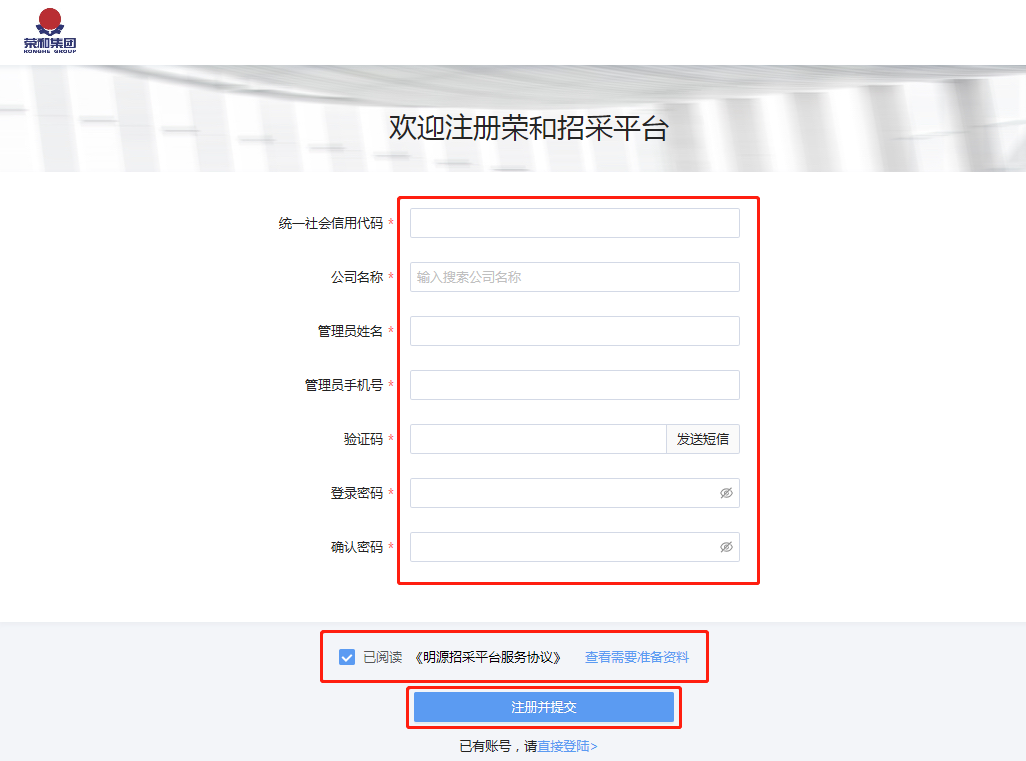 荣和集团
RONGHE GROUP
欢迎注册荣和招采平台
统一社会信用代码 *
公司名称 * 输入搜索公司名称
管理员姓名 *
管理员手机号 *
验证码 * 发送短信
登录密码 *
确认密码 *
已阅读 《明源招采平台服务协议》 查看需要准备资料
注册并提交
已有账号，请直接登陆>